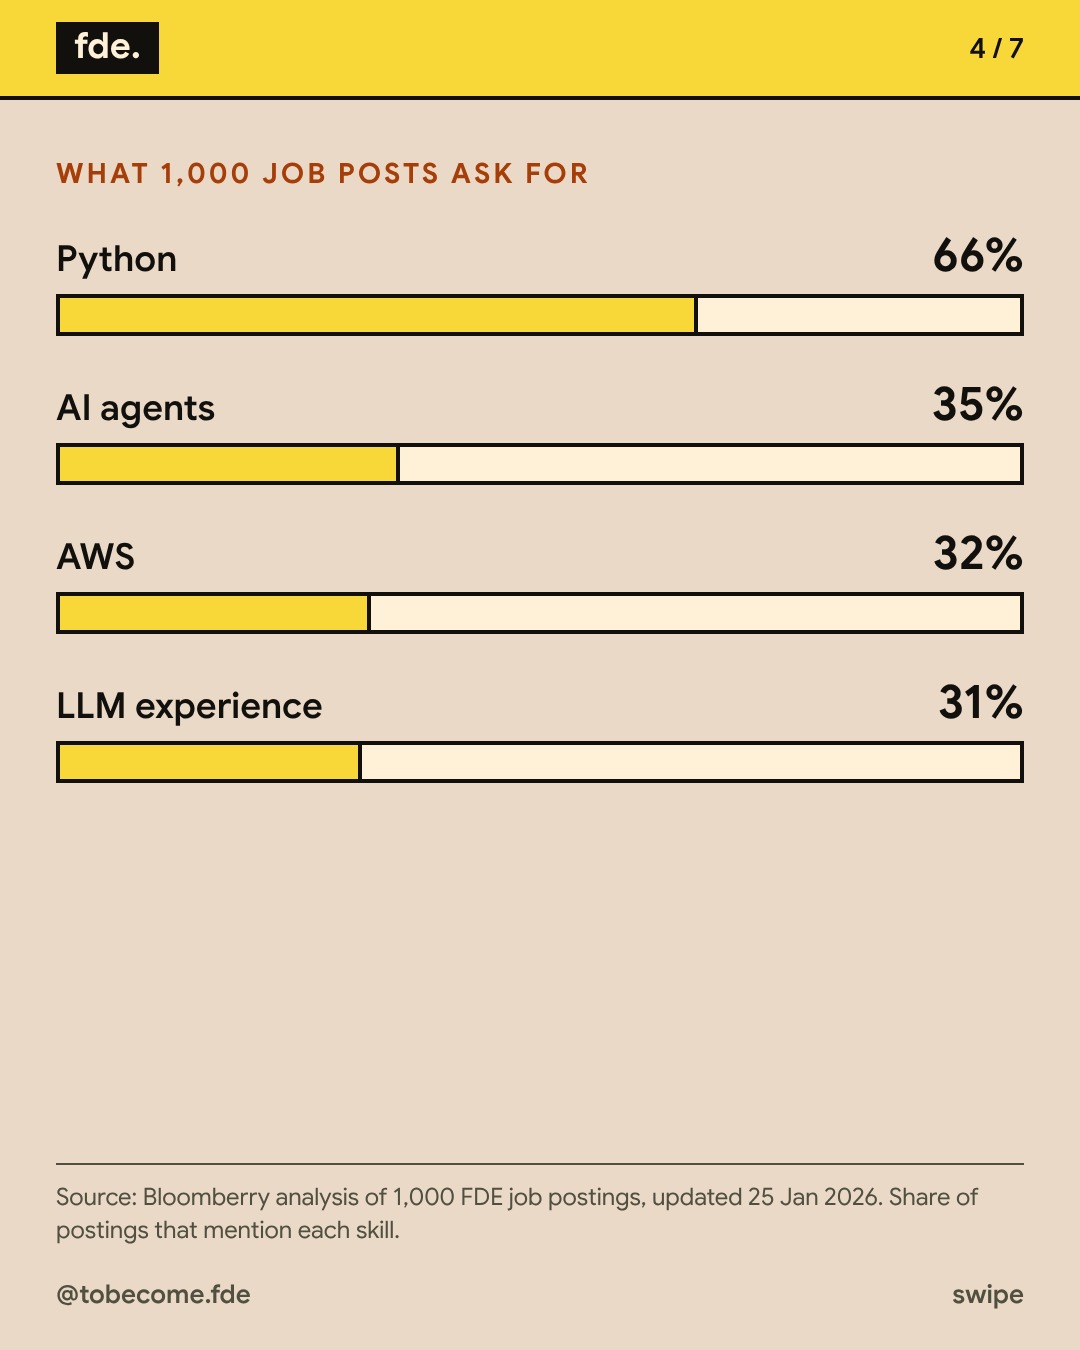 fde.
4 / 7
WHAT 1,000 JOB POSTS ASK FOR
Python
66%
AI agents
35%
AWS
32%
LLM experience
31%
Source: Bloomberry analysis of 1,000 FDE job postings, updated 25 Jan 2026. Share of
postings that mention each skill.
@tobecome.fde
swipe